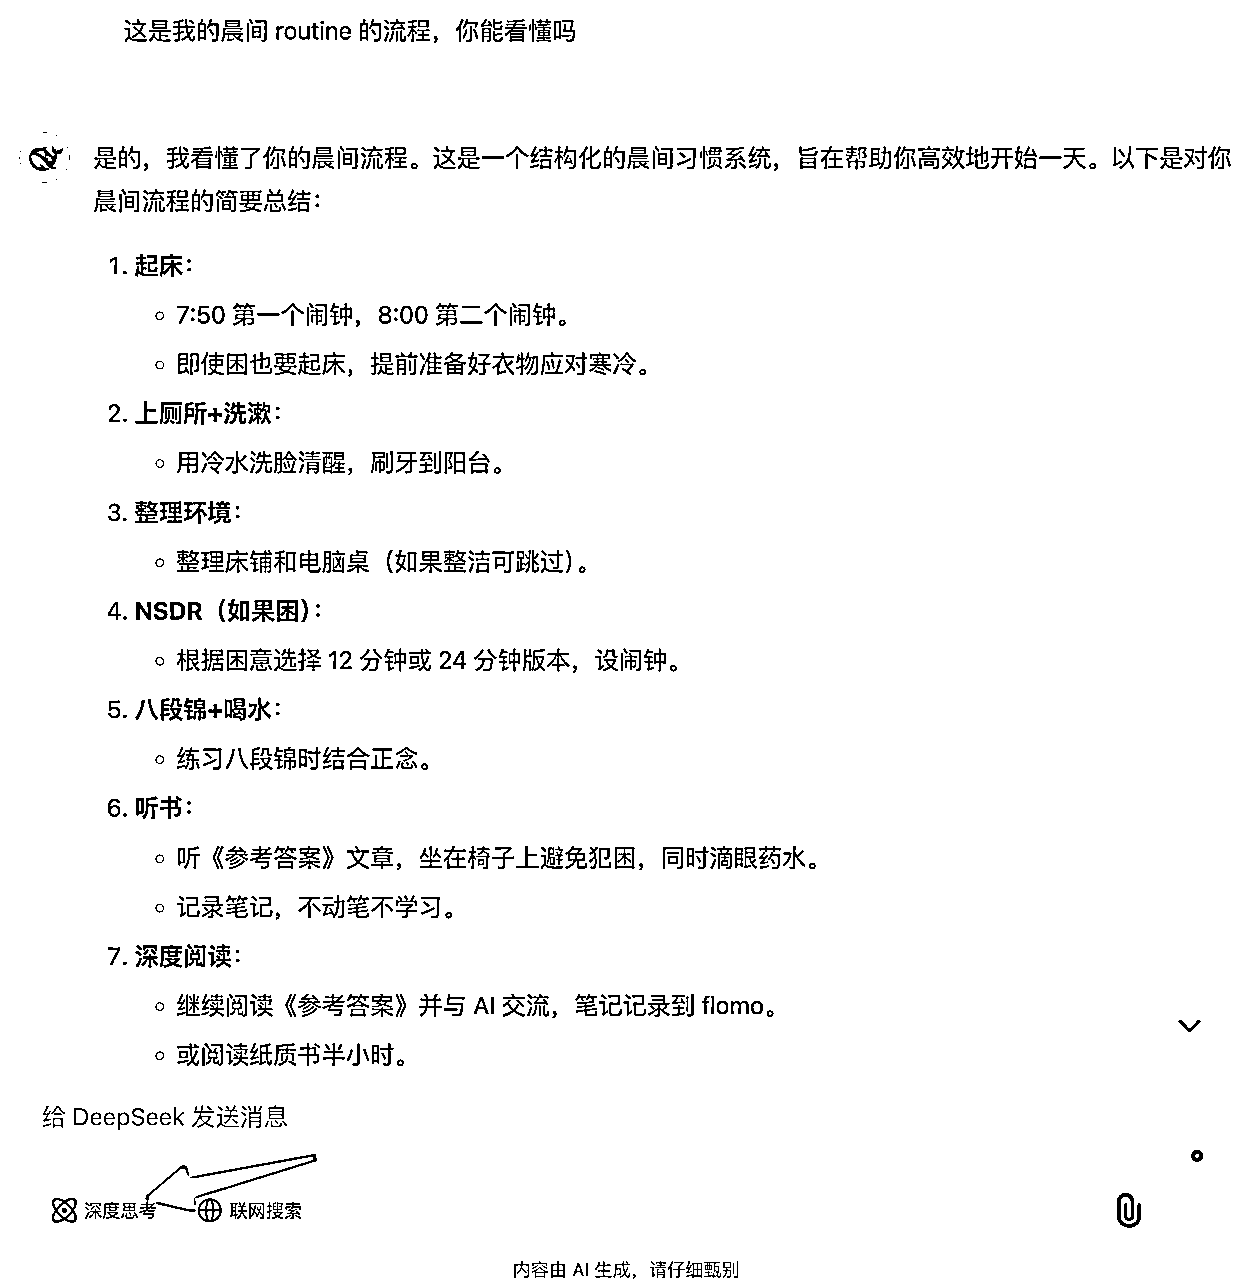 这是我的晨间 routine 的流程，你能看懂吗
是的，我看懂了你的晨间流程。这是一个结构化的晨间习惯系统，旨在帮助你高效地开始一天。以下是对你
晨间流程的简要总结：
1. 起床：
◦ 7:50 第一个闹钟，8:00 第二个闹钟。
◦ 即使困也要起床，提前准备好衣物应对寒冷。
2. 上厕所+洗漱：
◦ 用冷水洗脸清醒，刷牙到阳台。
3. 整理环境：
◦ 整理床铺和电脑桌（如果整洁可跳过）。
4. NSDR（如果困）：
◦ 根据困意选择 12 分钟或 24 分钟版本，设闹钟。
5. 八段锦+喝水：
◦ 练习八段锦时结合正念。
6. 听书：
◦ 听《参考答案》文章，坐在椅子上避免犯困，同时滴眼药水。
◦ 记录笔记，不动笔不学习。
7. 深度阅读：
◦ 继续阅读《参考答案》并与 AI 交流，笔记记录到 flomo。
◦ 或阅读纸质书半小时。
给 DeepSeek 发送消息
深度思考 联网搜索
内容由 AI 生成，请仔细甄别